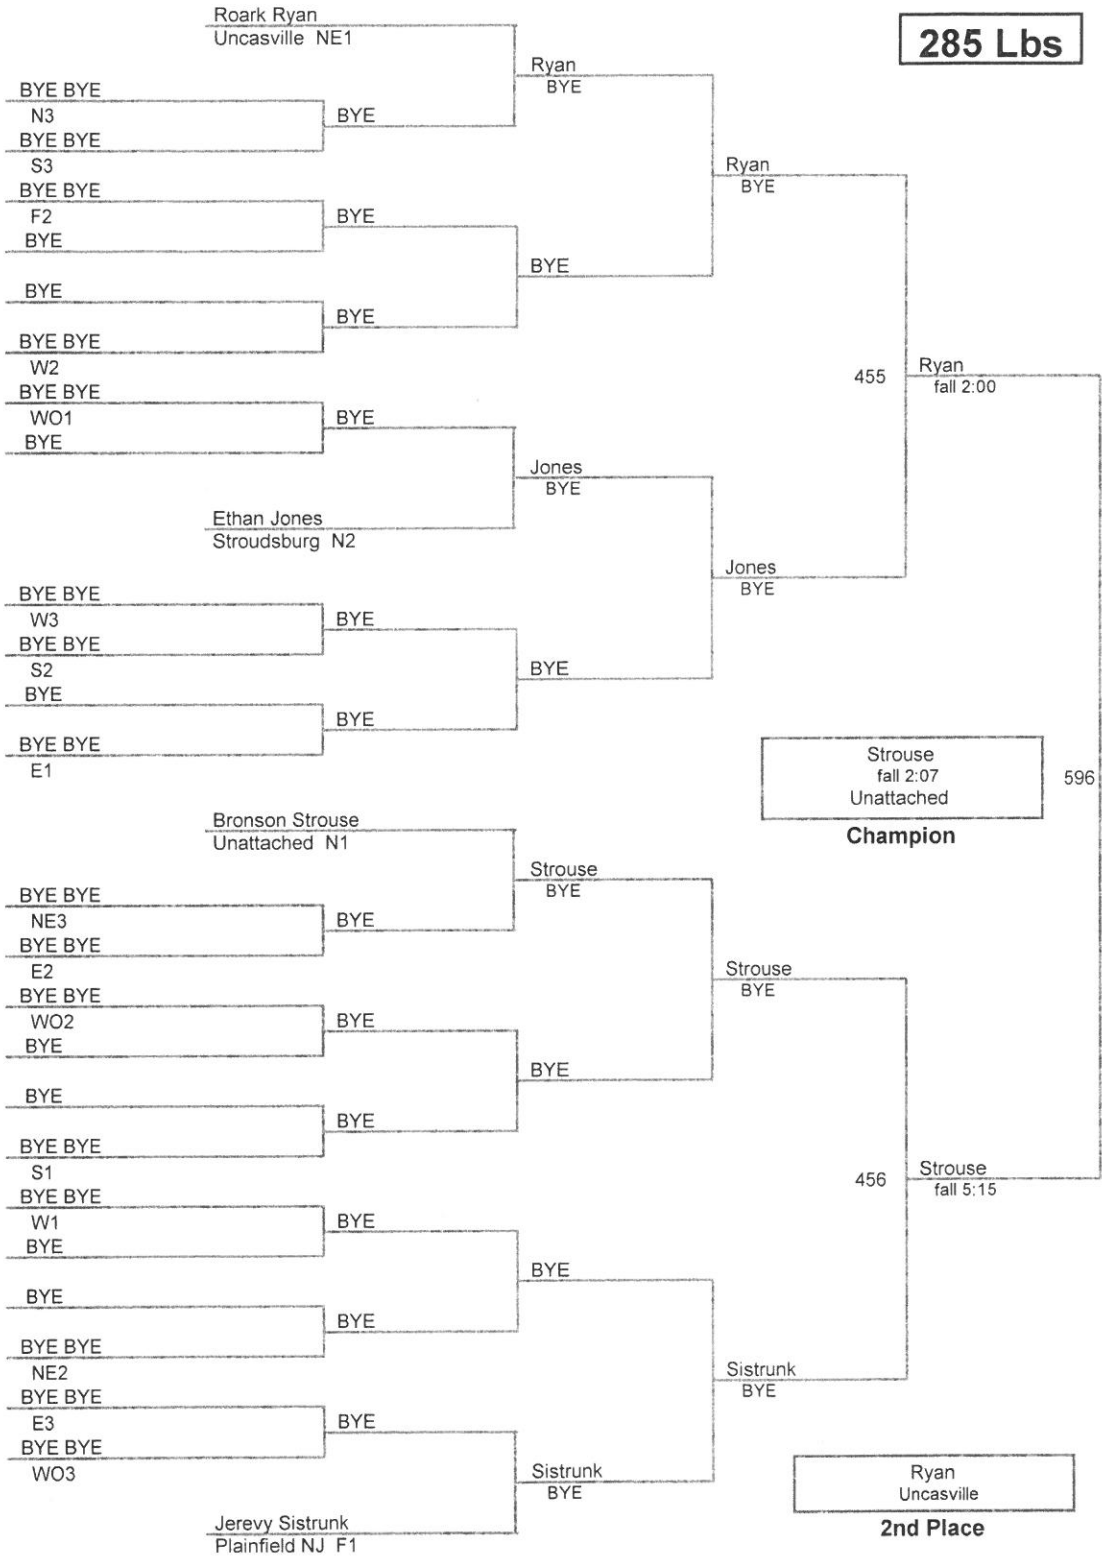 Roark Ryan
Uncasville NE1
285 Lbs
Ryan
BYE
BYE BYE
N3
BYE
BYE BYE
S3
Ryan
BYE
BYE BYE
F2
BYE
BYE
BYE
BYE
BYE
BYE BYE
W2
Ryan
fall 2:00
455
BYE BYE
WO1
BYE
BYE
Jones
BYE
Ethan Jones
Stroudsburg N2
Jones
BYE
BYE BYE
W3
BYE
BYE BYE
S2
BYE
BYE
BYE
BYE BYE
E1
Strouse
fall 2:07
Unattached
596
Champion
Bronson Strouse
Unattached N1
Strouse
BYE
BYE BYE
NE3
BYE
BYE BYE
E2
Strouse
BYE
BYE BYE
WO2
BYE
BYE
BYE
BYE
BYE
BYE BYE
S1
456
Strouse
fall 5:15
BYE BYE
W1
BYE
BYE
BYE
BYE
BYE
BYE BYE
NE2
Sistrunk
BYE
BYE BYE
E3
BYE
BYE BYE
WO3
Sistrunk
BYE
Ryan
Uncasville
2nd Place
Jerevy Sistrunk
Plainfield NJ F1